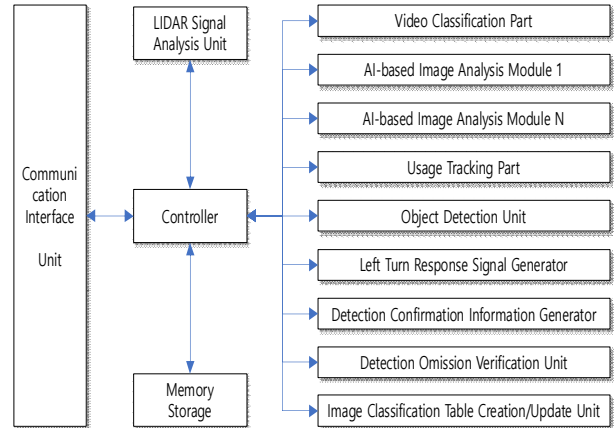 LIDAR Signal
Analysis Unit
Video Classification Part
AI-based Image Analysis Module 1
AI-based Image Analysis Module N
Usage Tracking Part
Communi
cation
Interface
Unit
Controller
Object Detection Unit
Left Turn Response Signal Generator
Detection Confirmation Information Generator
Detection Omission Verification Unit
Memory
Storage
Image Classification Table Creation/Update Unit